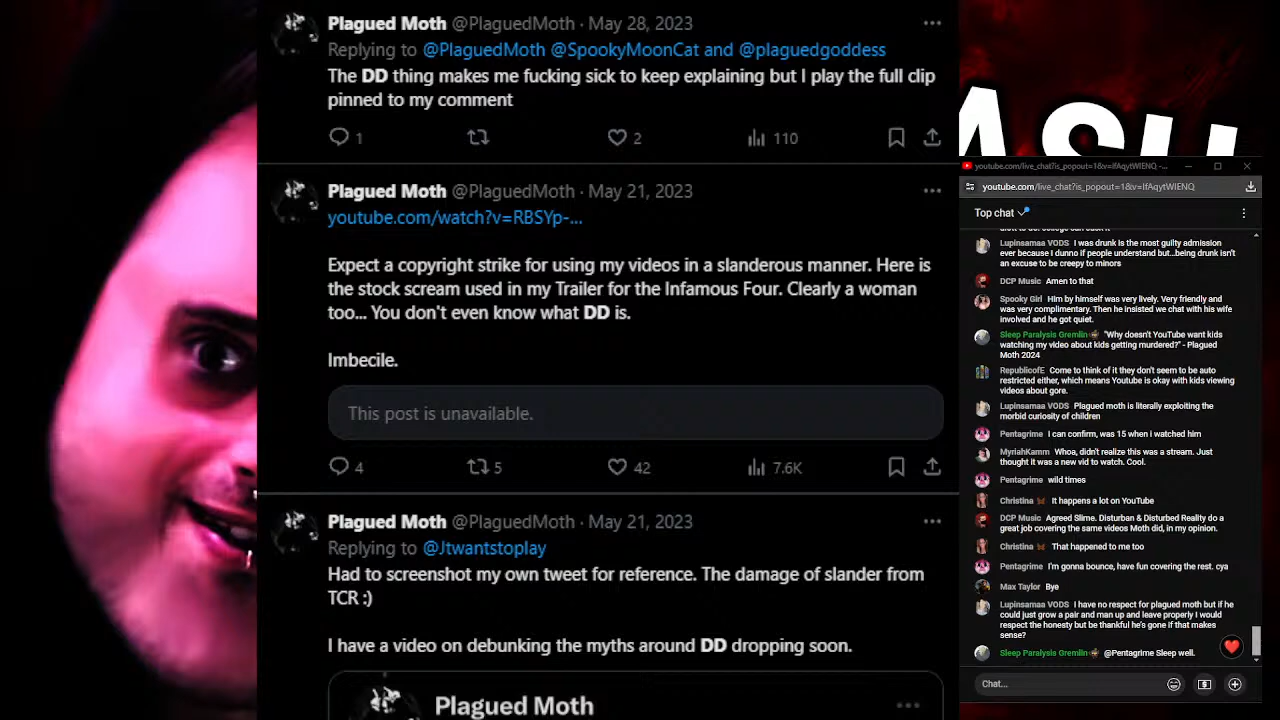 Plagued Moth @PlaguedMoth · May 28, 2023
Replying to @PlaguedMoth @SpookyMoonCat and @plaguedgoddess
The DD thing makes me fucking sick to keep explaining but I play the full clip
pinned to my comment
1 2 110
Plagued Moth @PlaguedMoth · May 21, 2023
youtube.com/watch?v=RBSYp-...
Expect a copyright strike for using my videos in a slanderous manner. Here is
the stock scream used in my Trailer for the Infamous Four. Clearly a woman
too... You don't even know what DD is.
Imbecile.
This post is unavailable.
4 5 42 7.6K
Plagued Moth @PlaguedMoth · May 21, 2023
Replying to @Jtwantstoplay
Had to screenshot my own tweet for reference. The damage of slander from
TCR :)
I have a video on debunking the myths around DD dropping soon.
Plagued Moth
youtube.com/live_chat?is_popout=1&v=lfAqytWlENQ -...
youtube.com/live_chat?is_popout=1&v=lfAqytWlENQ
Top chat
Lupinsamaa VODS I was drunk is the most guilty admission
ever because I dunno if people understand but...being drunk isn't
an excuse to be creepy to minors
DCP Music Amen to that
Spooky Girl Him by himself was very lively. Very friendly and
was very complimentary. Then he insisted we chat with his wife
involved and he got quiet.
Sleep Paralysis Gremlin "Why doesn't YouTube want kids
watching my video about kids getting murdered?" - Plagued
Moth 2024
RepublicofE Come to think of it they don't seem to be auto
restricted either, which means Youtube is okay with kids viewing
videos about gore.
Lupinsamaa VODS Plagued moth is literally exploiting the
morbid curiosity of children
Pentagrime I can confirm, was 15 when i watched him
MyriahKamm Whoa, didn't realize this was a stream. Just
thought it was a new vid to watch. Cool.
Pentagrime wild times
Christina It happens a lot on YouTube
DCP Music Agreed Slime. Disturban & Disturbed Reality do a
great job covering the same videos Moth did, in my opinion.
Christina That happened to me too
Pentagrime I'm gonna bounce, have fun covering the rest. cya
Max Taylor Bye
Lupinsamaa VODS I have no respect for plagued moth but if he
could just grow a pair and man up and leave properly I would
respect the honesty but be thankful he's gone if that makes
sense?
Sleep Paralysis Gremlin @Pentagrime Sleep well.
Chat...